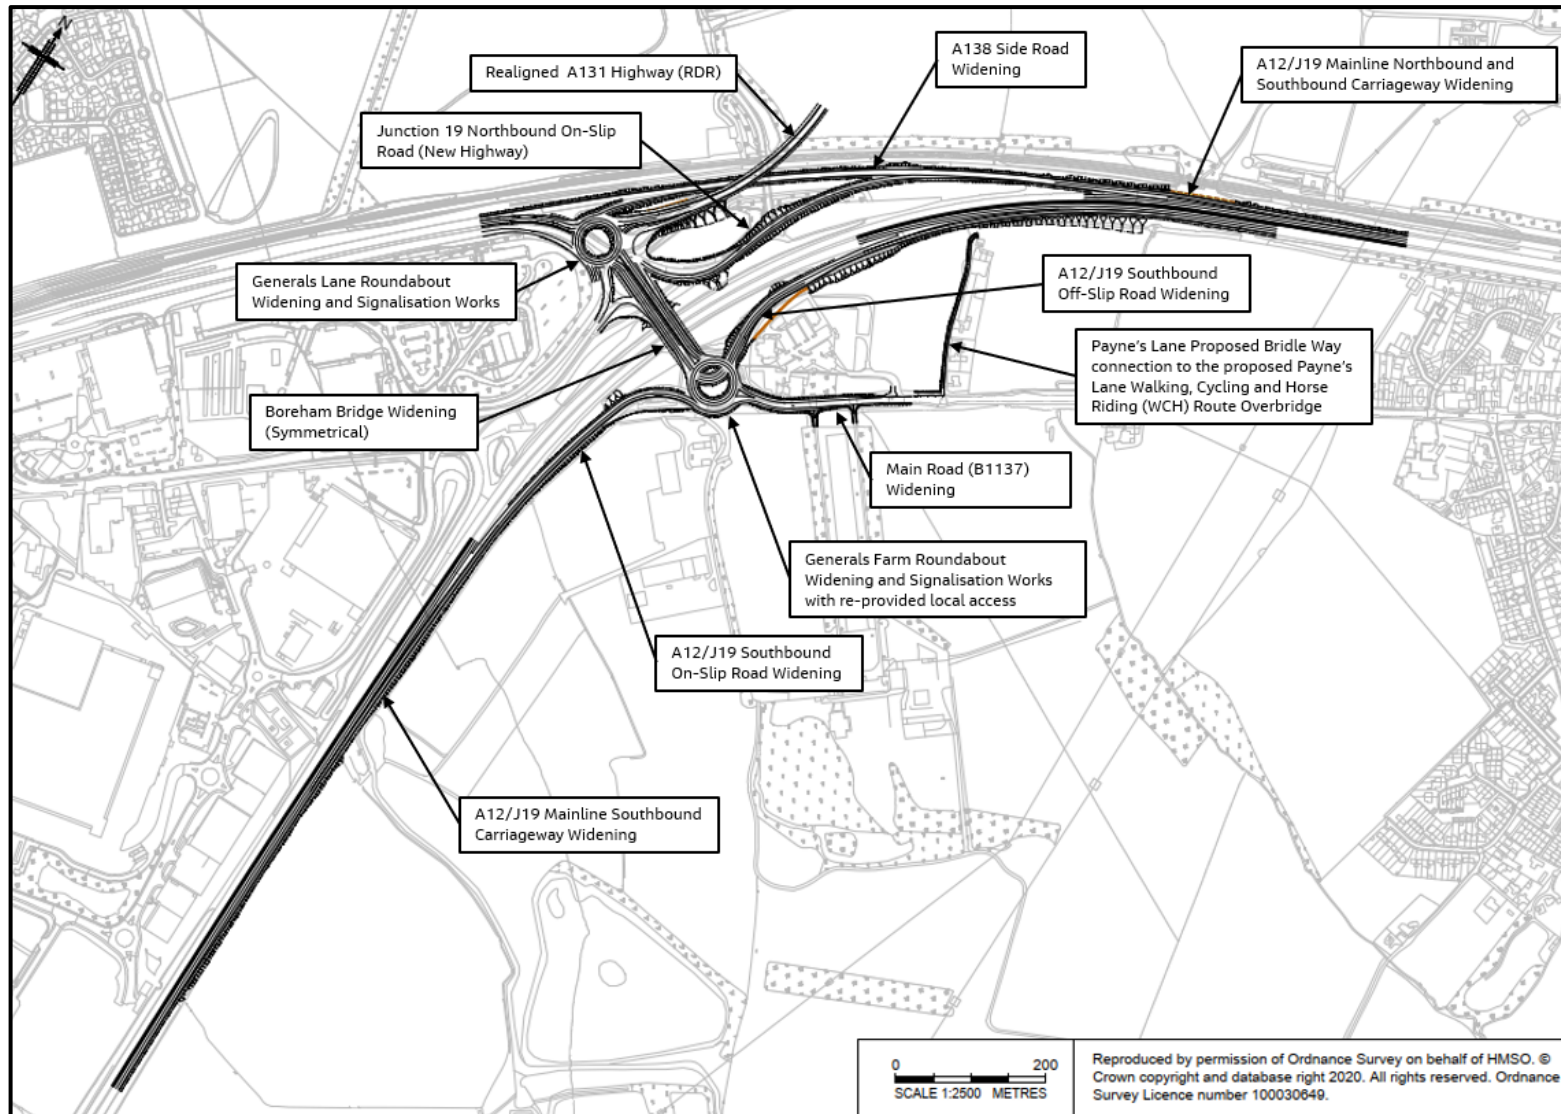 N
A138 Side Road
Widening
A12/J19 Mainline Northbound and
Southbound Carriageway Widening
Realigned A131 Highway (RDR)
Junction 19 Northbound On-Slip
Road (New Highway)
Generals Lane Roundabout
Widening and Signalisation Works
A12/J19 Southbound
Off-Slip Road Widening
Payne's Lane Proposed Bridle Way
connection to the proposed Payne's
Lane Walking, Cycling and Horse
Riding (WCH) Route Overbridge
Boreham Bridge Widening
(Symmetrical)
Main Road (B1137)
Widening
Generals Farm Roundabout
Widening and Signalisation Works
with re-provided local access
A12/J19 Southbound
On-Slip Road Widening
A12/J19 Mainline Southbound
Carriageway Widening
0 200
SCALE 1:2500 METRES
Reproduced by permission of Ordnance Survey on behalf of HMSO. ©
Crown copyright and database right 2020. All rights reserved. Ordnance
Survey Licence number 100030649.